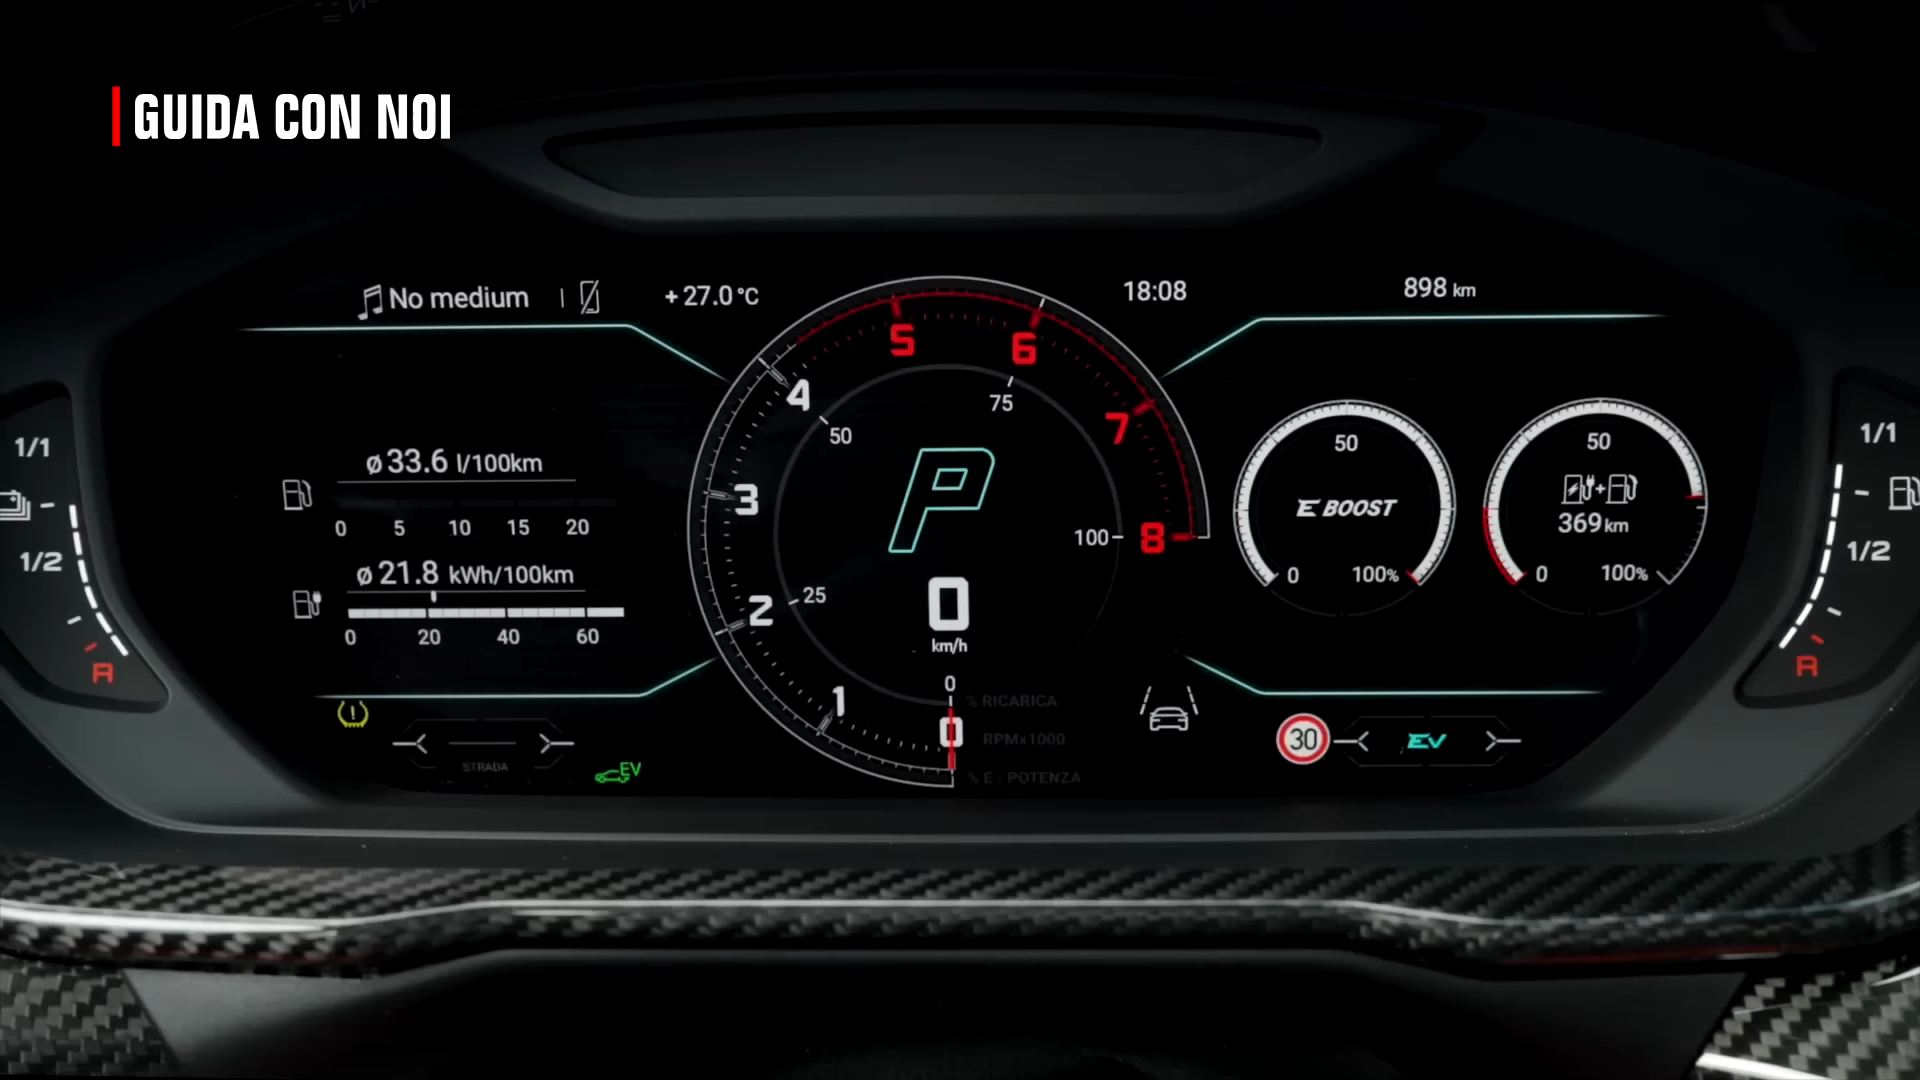 GUIDA CON NOI
No medium
+27.0°C
18:08
898 km
5
6
4
75
50
7
1/1
1/2
R
ø 33.6 l/100km
0 5 10 15 20
ø 21.8 kWh/100km
0 20 40 60
3
P
100
8
2
25
0
km/h
50
E BOOST
0 100%
50
369 km
0 100%
1/1
1/2
R
1
0
% RICARICA
0
RPMx1000
% E - POTENZA
STRADA
EV
30
EV